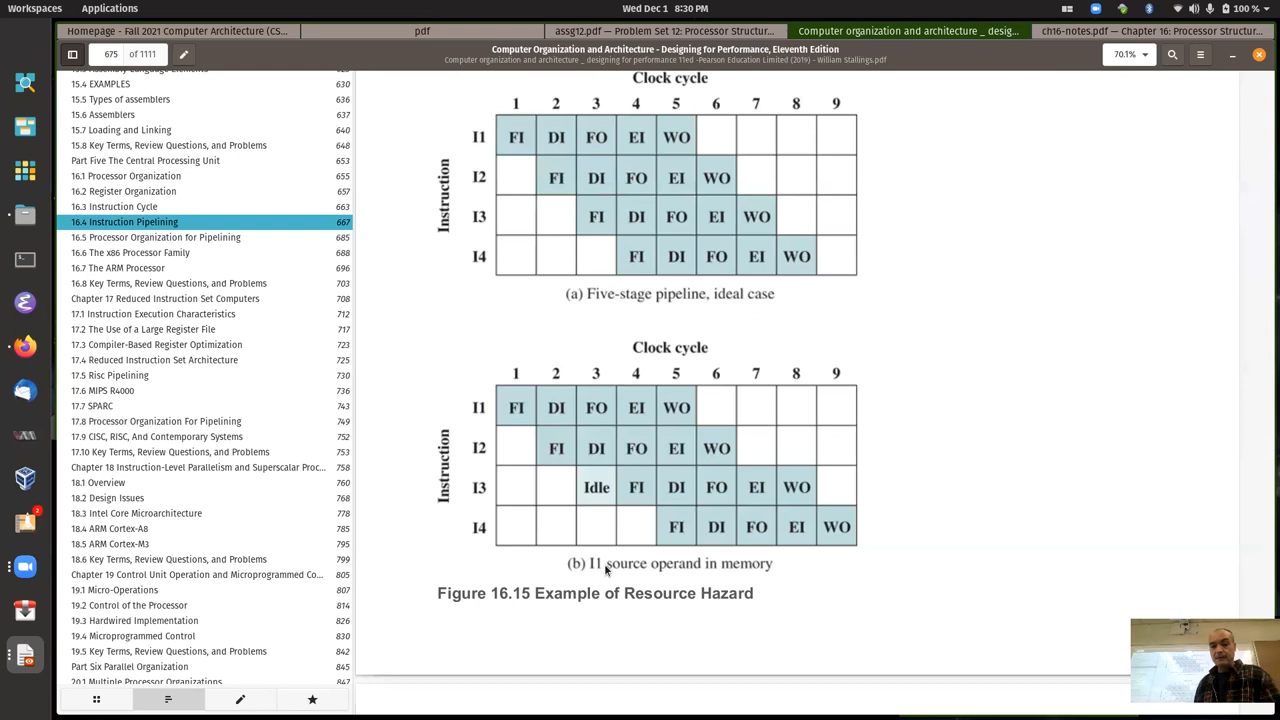 Workspaces Applications Wed Dec 1 8:30 PM 100 %
Homepage - Fall 2021 Computer Architecture (CS... pdf assg12.pdf — Problem Set 12: Processor Structur... Computer organization and architecture _ desig... ch16-notes.pdf — Chapter 16: Processor Structur...
675 of 1111 Computer Organization and Architecture - Designing for Performance, Eleventh Edition 70.1%
Computer organization and architecture _ designing for performance 11ed -Pearson Education Limited (2019) - William Stallings.pdf
15.4 EXAMPLES 630
15.5 Types of assemblers 636
15.6 Assemblers 637
15.7 Loading and Linking 640
15.8 Key Terms, Review Questions, and Problems 648
Part Five The Central Processing Unit 653
16.1 Processor Organization 655
16.2 Register Organization 657
16.3 Instruction Cycle 663
16.4 Instruction Pipelining 667
16.5 Processor Organization for Pipelining 685
16.6 The x86 Processor Family 688
16.7 The ARM Processor 696
16.8 Key Terms, Review Questions, and Problems 703
Chapter 17 Reduced Instruction Set Computers 708
17.1 Instruction Execution Characteristics 712
17.2 The Use of a Large Register File 717
17.3 Compiler-Based Register Optimization 723
17.4 Reduced Instruction Set Architecture 725
17.5 Risc Pipelining 730
17.6 MIPS R4000 736
17.7 SPARC 743
17.8 Processor Organization For Pipelining 749
17.9 CISC, RISC, And Contemporary Systems 752
17.10 Key Terms, Review Questions, and Problems 753
Chapter 18 Instruction-Level Parallelism and Superscalar Proc... 758
18.1 Overview 760
18.2 Design Issues 768
18.3 Intel Core Microarchitecture 778
18.4 ARM Cortex-A8 785
18.5 ARM Cortex-M3 795
18.6 Key Terms, Review Questions, and Problems 799
Chapter 19 Control Unit Operation and Microprogrammed Co... 805
19.1 Micro-Operations 807
19.2 Control of the Processor 814
19.3 Hardwired Implementation 826
19.4 Microprogrammed Control 830
19.5 Key Terms, Review Questions, and Problems 842
Part Six Parallel Organization 845
20.1 Multiple Processor Organizations 847
Clock cycle
1 2 3 4 5 6 7 8 9
Instruction
I1 FI DI FO EI WO
I2 FI DI FO EI WO
I3 FI DI FO EI WO
I4 FI DI FO EI WO
(a) Five-stage pipeline, ideal case
Clock cycle
1 2 3 4 5 6 7 8 9
Instruction
I1 FI DI FO EI WO
I2 FI DI FO EI WO
I3 Idle FI DI FO EI WO
I4 FI DI FO EI WO
(b) I1 source operand in memory
Figure 16.15 Example of Resource Hazard
2